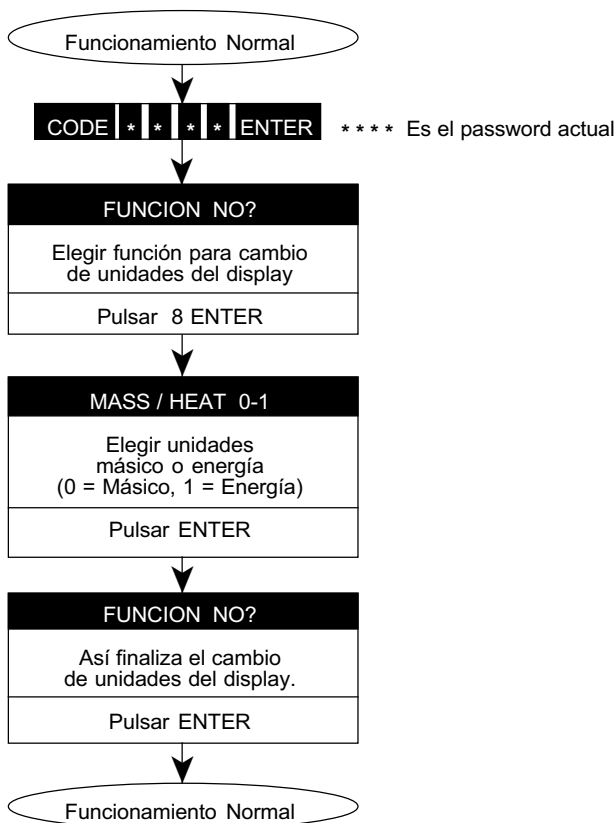 Funcionamiento Normal
CODE * * * * ENTER * * * * Es el password actual
FUNCION NO?
Elegir función para cambio
de unidades del display
Pulsar 8 ENTER
MASS / HEAT 0-1
Elegir unidades
másico o energía
(0 = Másico, 1 = Energía)
Pulsar ENTER
FUNCION NO?
Así finaliza el cambio
de unidades del display.
Pulsar ENTER
Funcionamiento Normal